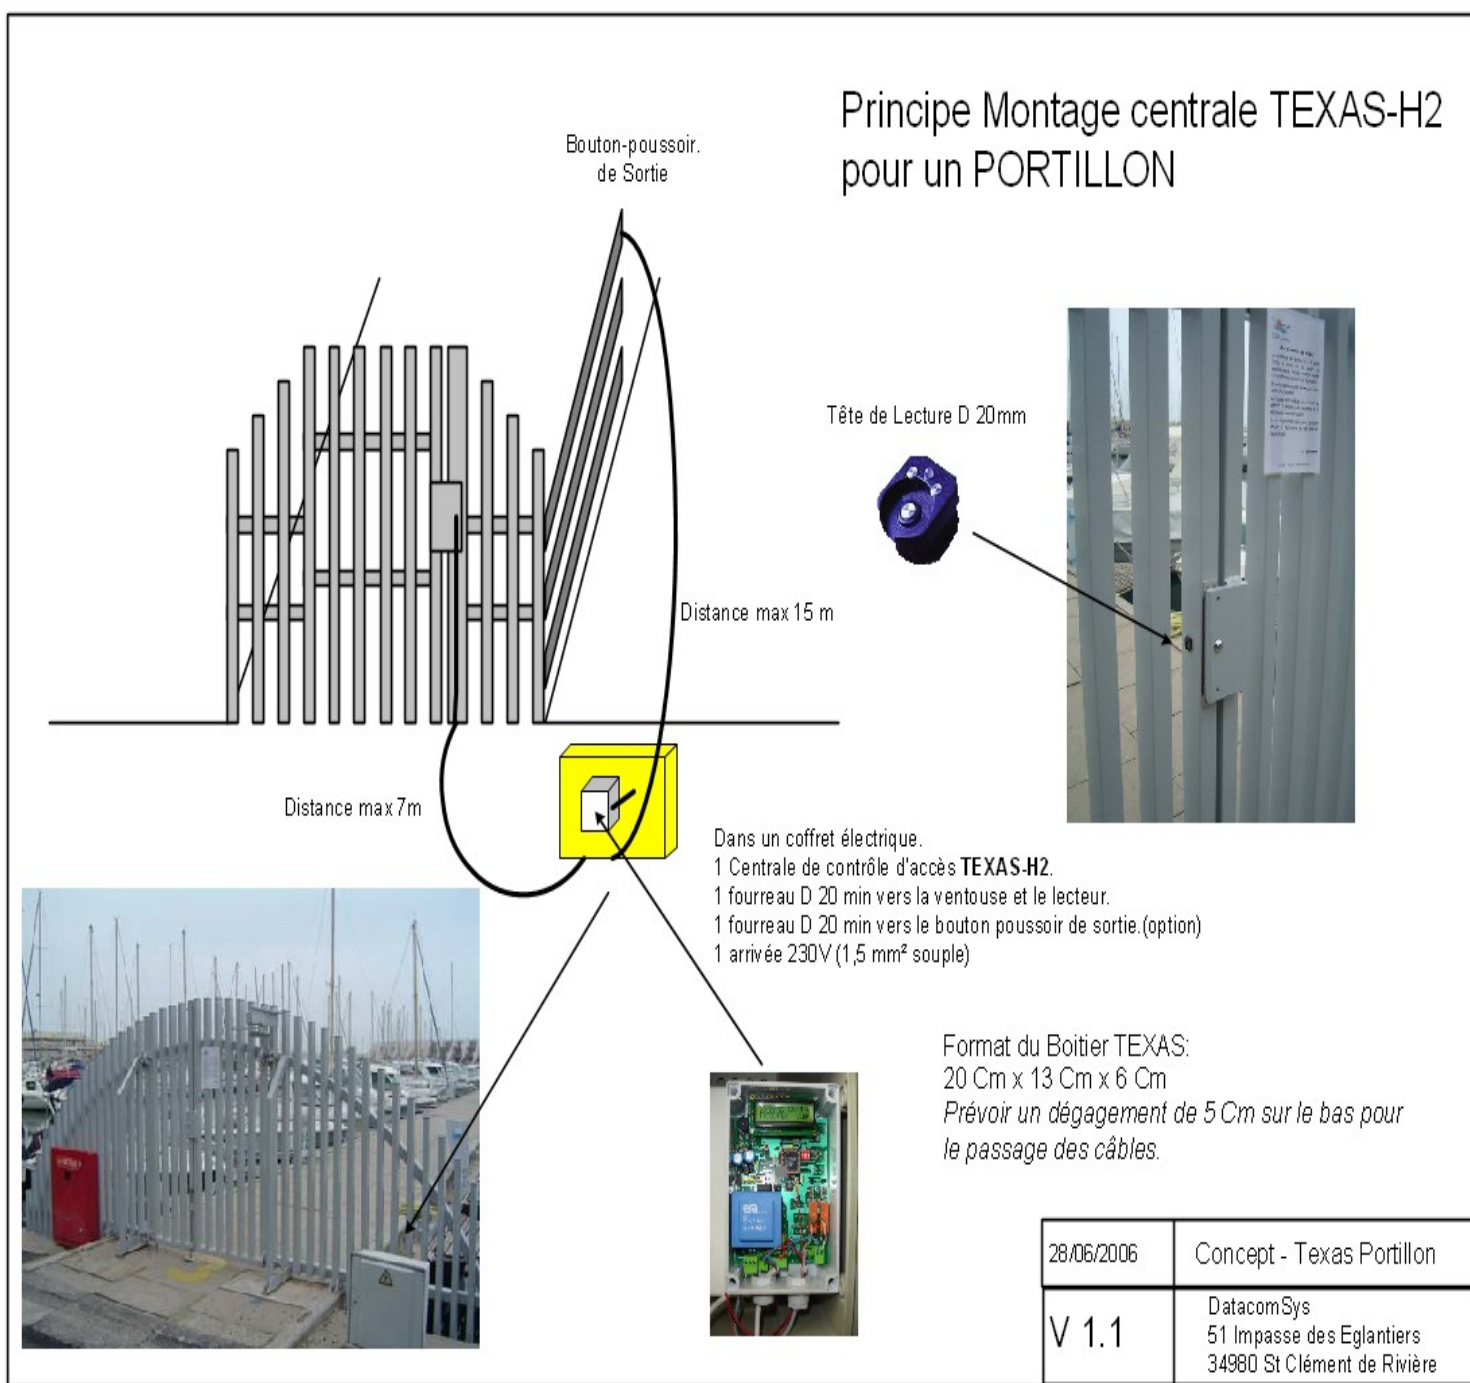 Principe Montage centrale TEXAS-H2
pour un PORTILLON
Bouton-poussoir.
de Sortie
Tête de Lecture D 20mm
Distance max 15 m
Distance max 7m
Dans un coffret électrique.
1 Centrale de contrôle d'accès TEXAS-H2.
1 fourreau D 20 min vers la ventouse et le lecteur.
1 fourreau D 20 min vers le bouton poussoir de sortie.(option)
1 arrivée 230V (1,5 mm² souple)
Format du Boitier TEXAS:
20 Cm x 13 Cm x 6 Cm
Prévoir un dégagement de 5 Cm sur le bas pour
le passage des câbles.
28/06/2006
Concept - Texas Portillon
V 1.1
DatacomSys
51 Impasse des Eglantiers
34980 St Clément de Rivière